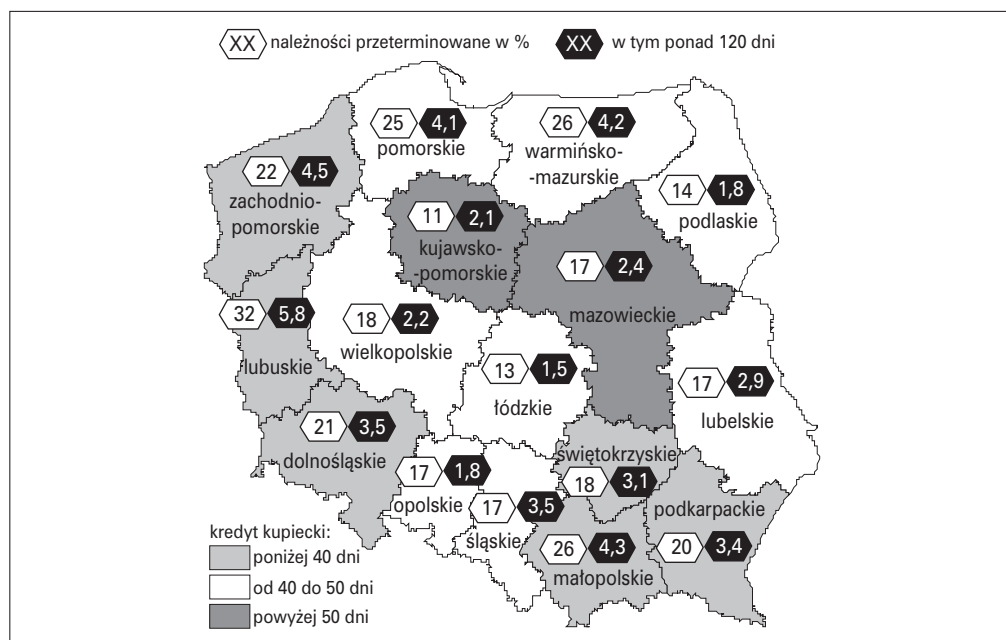 XX należności przeterminowane w %
XX w tym ponad 120 dni
25 4,1
pomorskie
26 4,2
warmińsko-
-mazurskie
22 4,5
zachodnio-
pomorskie
14 1,8
podlaskie
11 2,1
kujawsko-
-pomorskie
17 2,4
mazowieckie
32 5,8
lubuskie
18 2,2
wielkopolskie
13 1,5
łódzkie
17 2,9
lubelskie
21 3,5
dolnośląskie
17 1,8
opolskie
17 3,5
śląskie
świętokrzyskie
18 3,1
podkarpackie
20 3,4
26 4,3
małopolskie
kredyt kupiecki:
poniżej 40 dni
od 40 do 50 dni
powyżej 50 dni